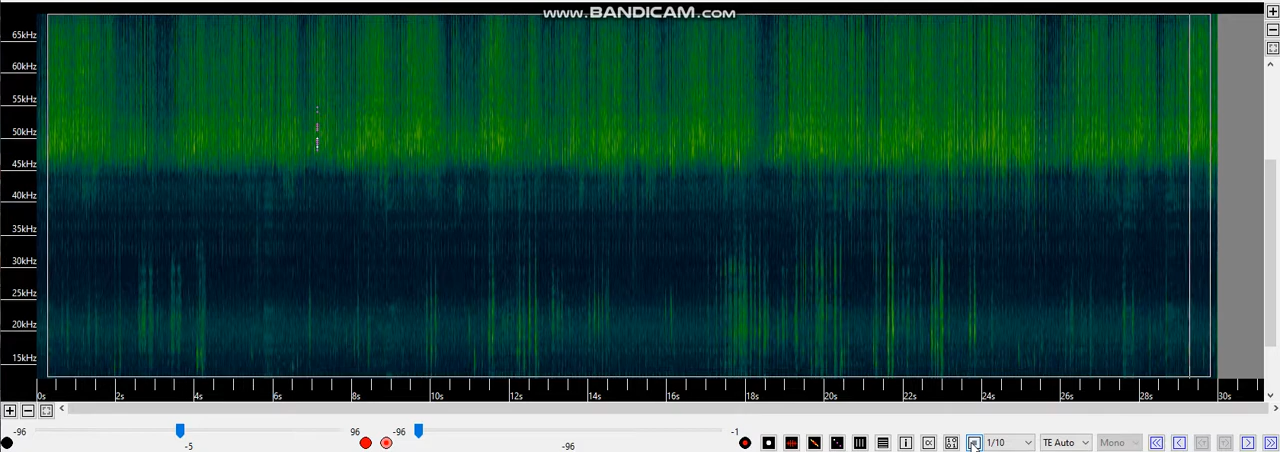 www.BANDICAM.com
65kHz
60kHz
55kHz
50kHz
45kHz
40kHz
35kHz
30kHz
25kHz
20kHz
15kHz
0s 2s 4s 6s 8s 10s 12s 14s 16s 18s 20s 22s 24s 26s 28s 30s
-96 96 -96 -1
-5 -96
1/10 TE Auto Mono